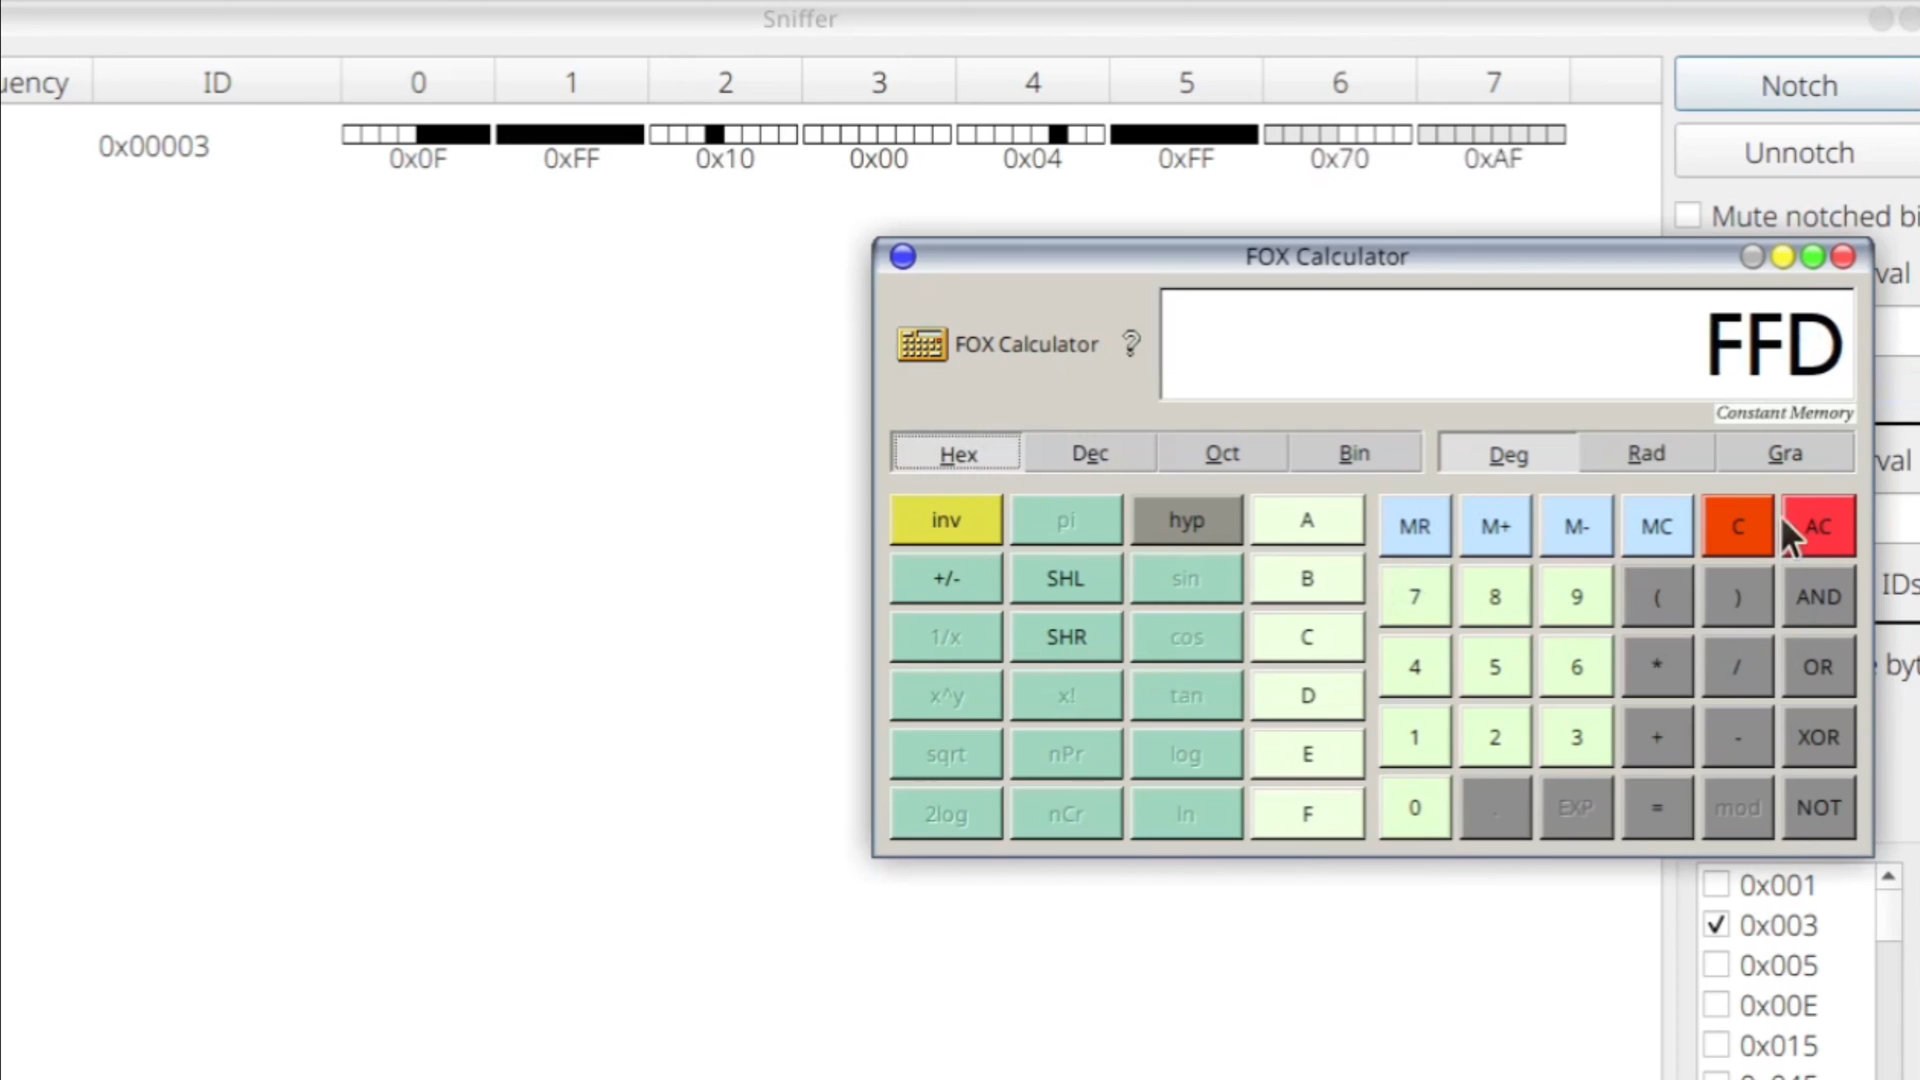 Sniffer
uency ID 0 1 2 3 4 5 6 7
0x00003 0x0F 0xFF 0x10 0x00 0x04 0xFF 0x70 0xAF
Notch
Unnotch
Mute notched bi
val
val
IDs
byt
FOX Calculator
FOX Calculator ? FFD
Constant Memory
Hex Dec Oct Bin Deg Rad Gra
inv pi hyp A MR M+ M- MC C AC
+/- SHL sin B 7 8 9 ( ) AND
1/x SHR cos C 4 5 6 * / OR
x^y x! tan D 1 2 3 + - XOR
sqrt nPr log E 0 . EXP = mod NOT
2log nCr ln F
0x001
0x003
0x005
0x00E
0x015